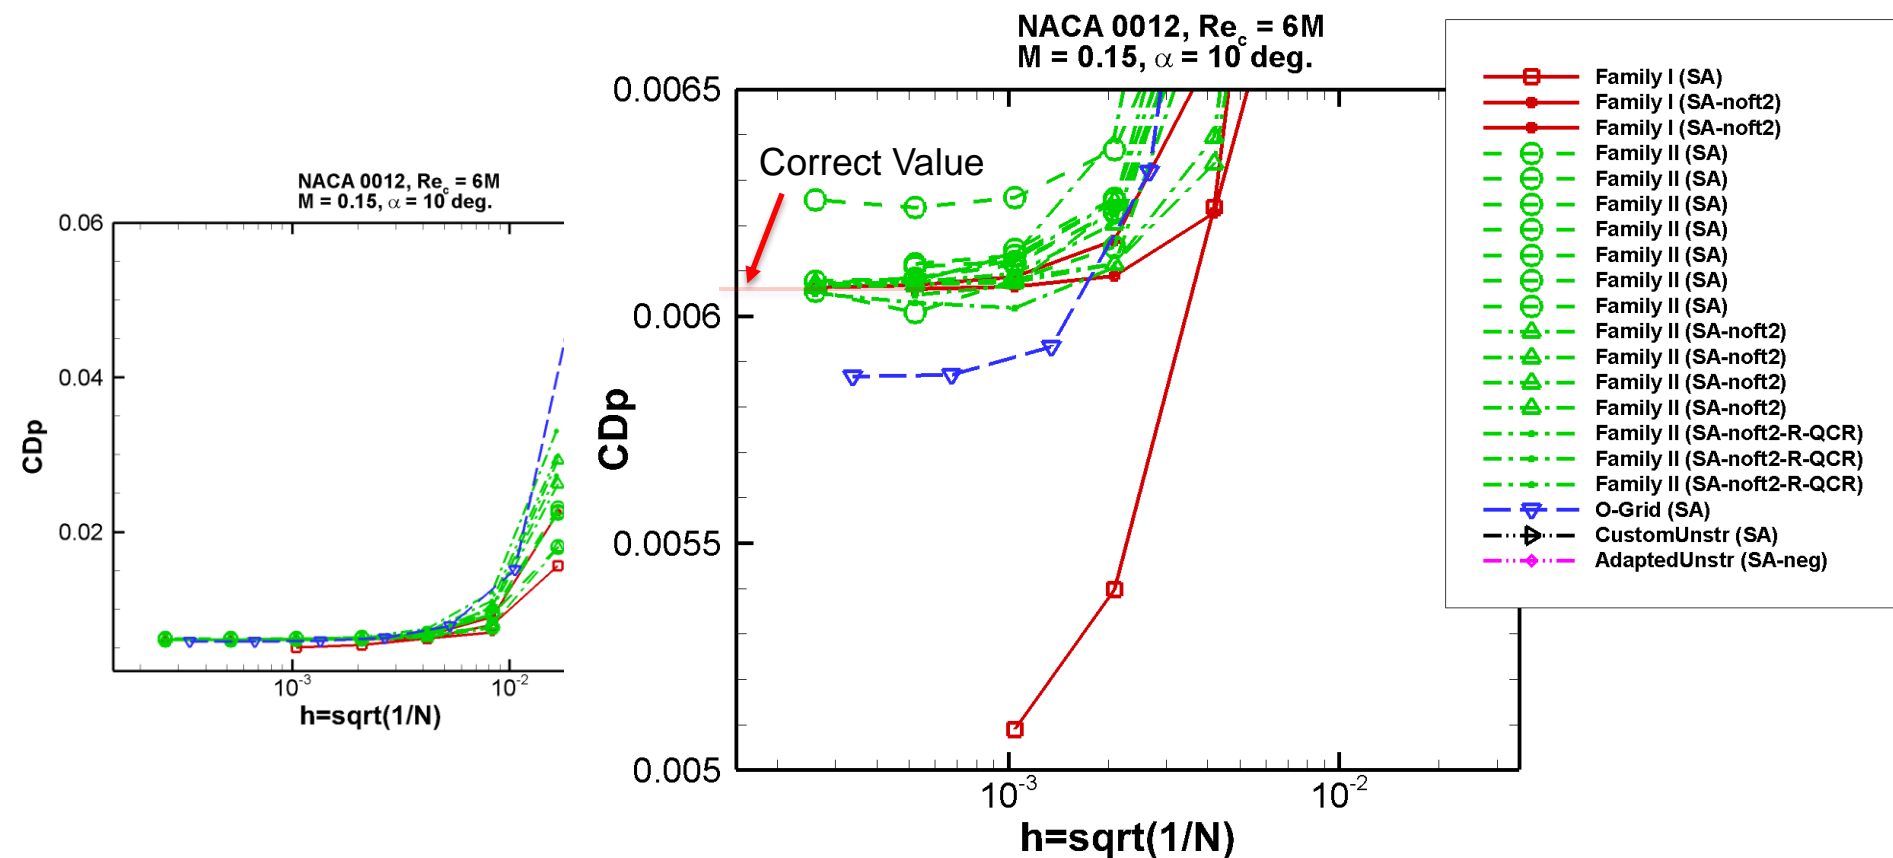 NACA 0012, Re_c = 6M
M = 0.15, α = 10 deg.
0.06
0.04
0.02
CDp
10^-3
10^-2
h=sqrt(1/N)
NACA 0012, Re_c = 6M
M = 0.15, α = 10 deg.
Correct Value
0.0065
0.006
0.0055
0.005
CDp
10^-3
10^-2
h=sqrt(1/N)
Family I (SA)
Family I (SA-noft2)
Family I (SA-noft2)
Family II (SA)
Family II (SA)
Family II (SA)
Family II (SA)
Family II (SA)
Family II (SA)
Family II (SA)
Family II (SA-noft2)
Family II (SA-noft2)
Family II (SA-noft2)
Family II (SA-noft2)
Family II (SA-noft2-R-QCR)
Family II (SA-noft2-R-QCR)
Family II (SA-noft2-R-QCR)
O-Grid (SA)
CustomUnstr (SA)
AdaptedUnstr (SA-neg)